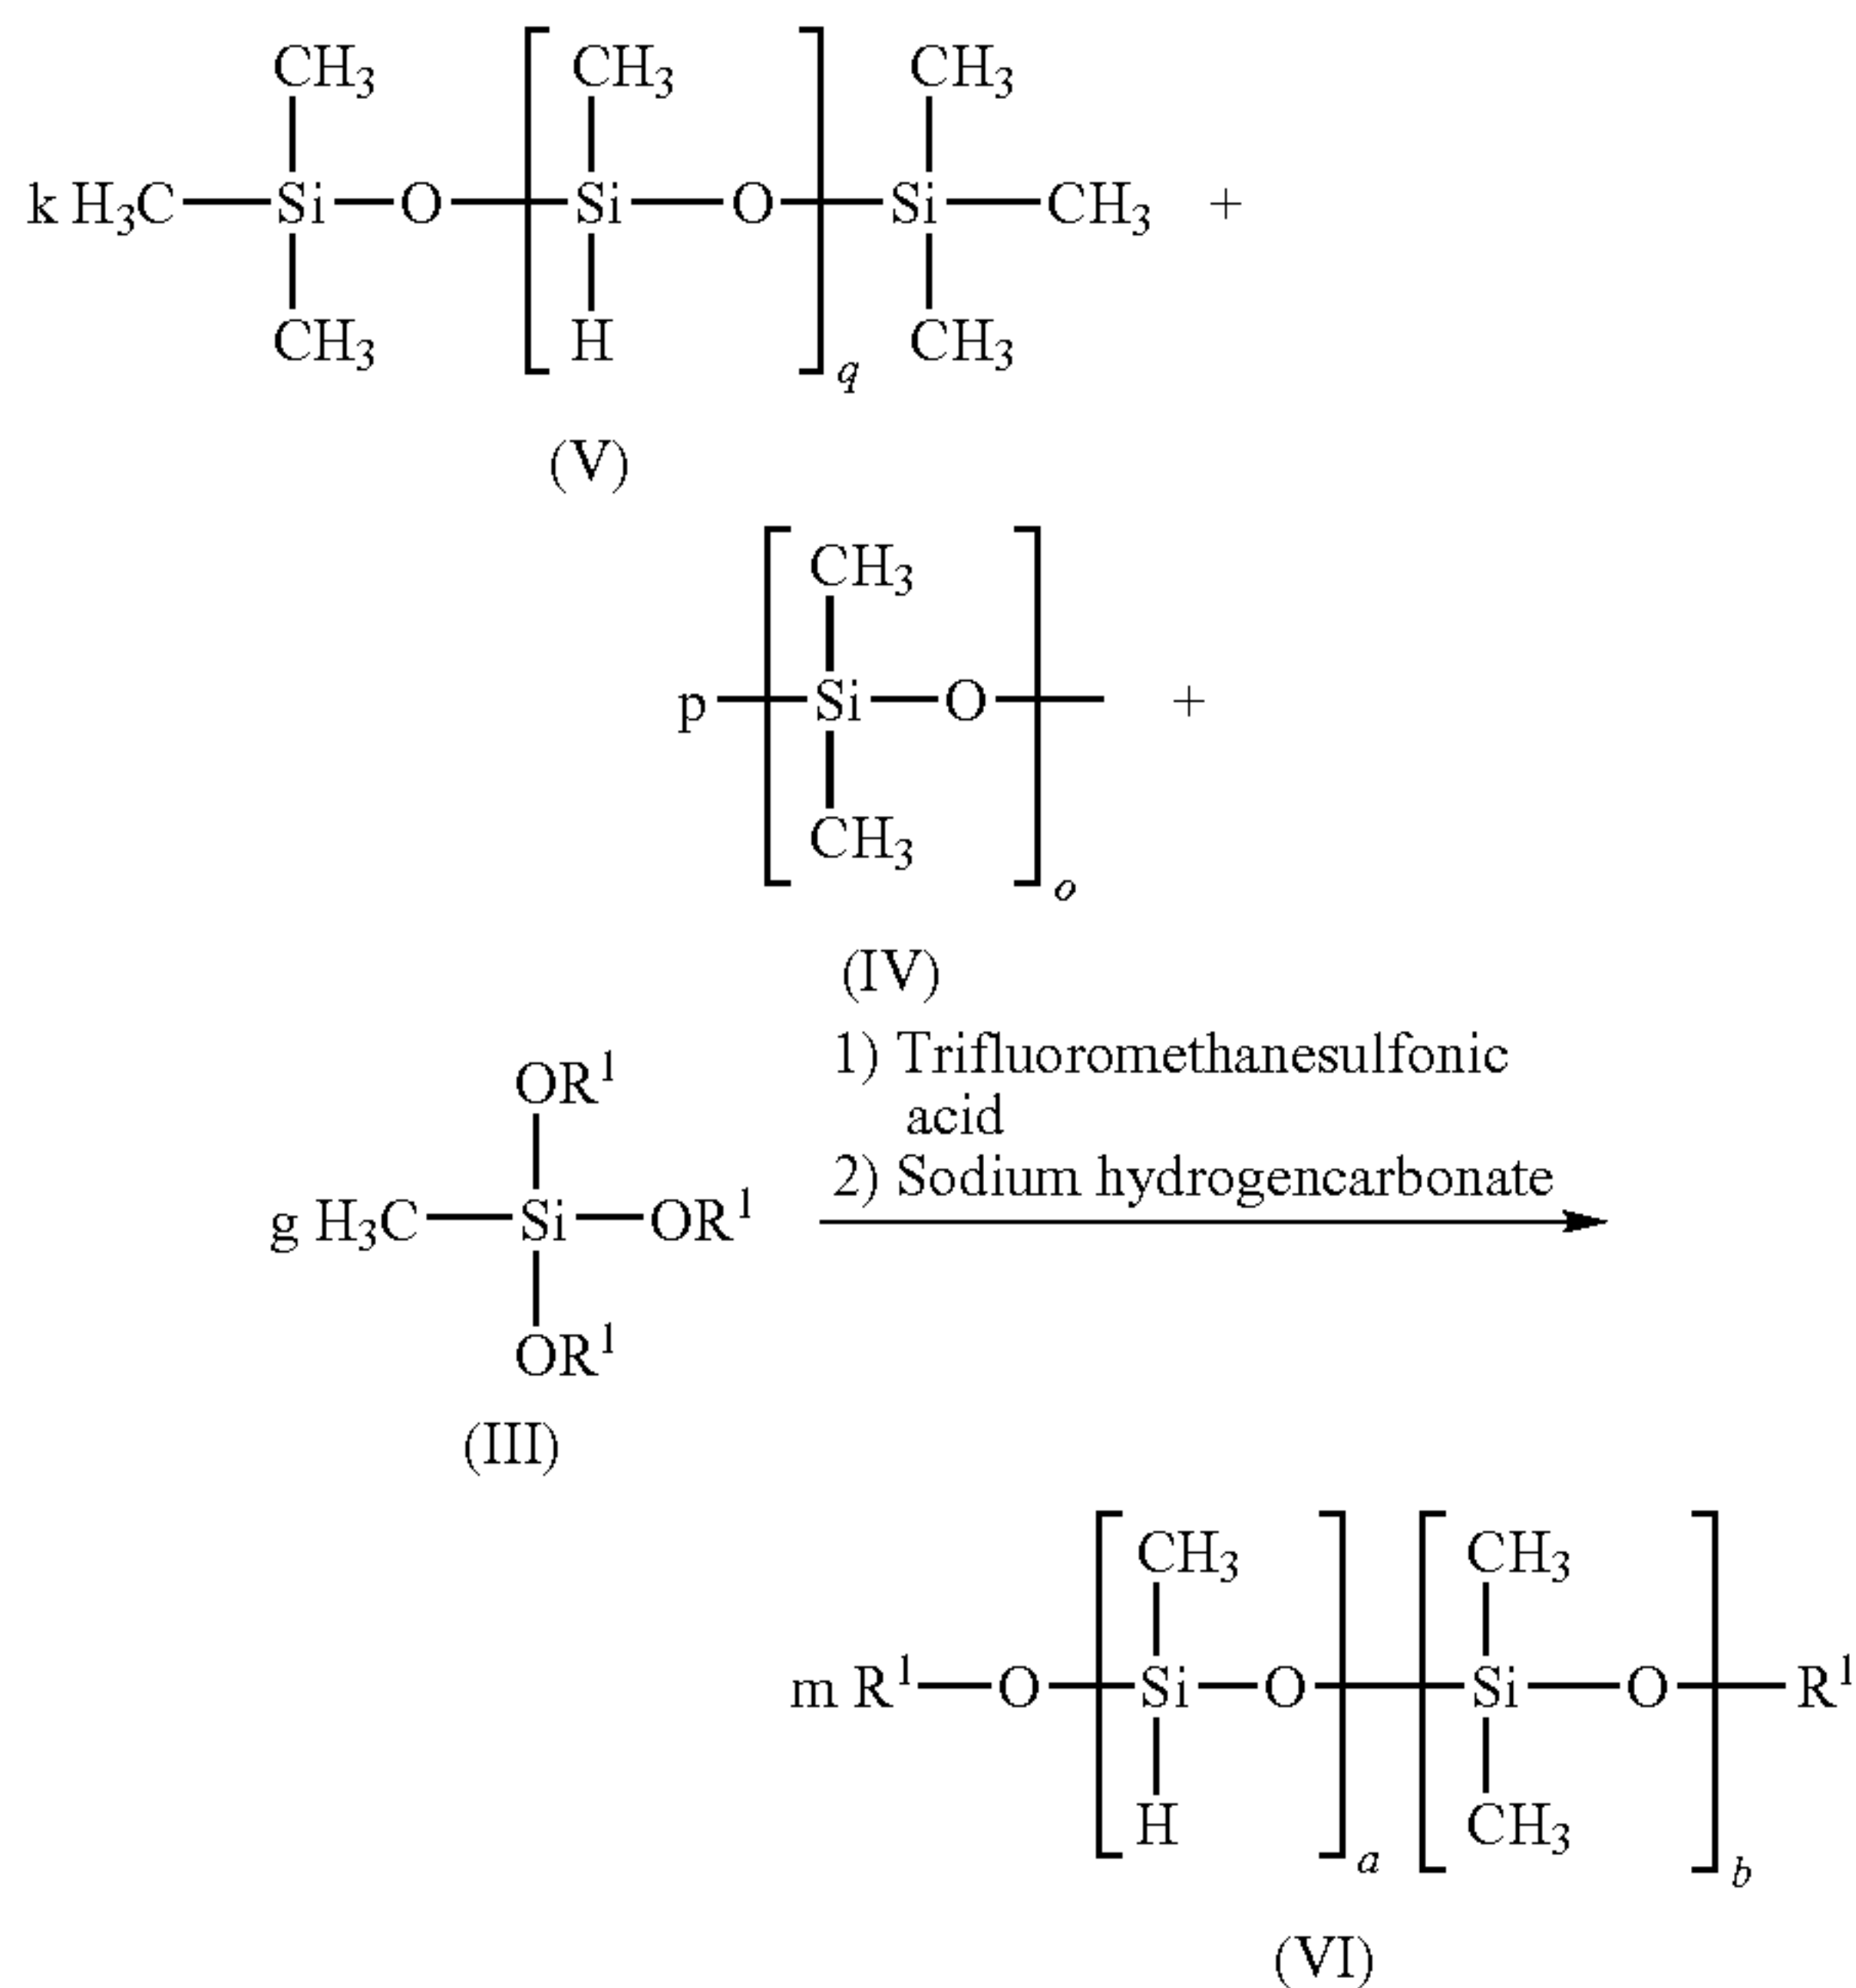 CH₃ CH₃ CH₃
k H₃C—Si—O—[Si—O]q—Si—CH₃ +
CH₃ H CH₃
(V)
CH₃
p—[Si—O]o— +
CH₃
(IV)
OR¹
g H₃C—Si—OR¹
OR¹
(III)
1) Trifluoromethanesulfonic
acid
2) Sodium hydrogencarbonate
CH₃ CH₃
m R¹—O—[Si—O]a—[Si—O]b—R¹
H CH₃
(VI)